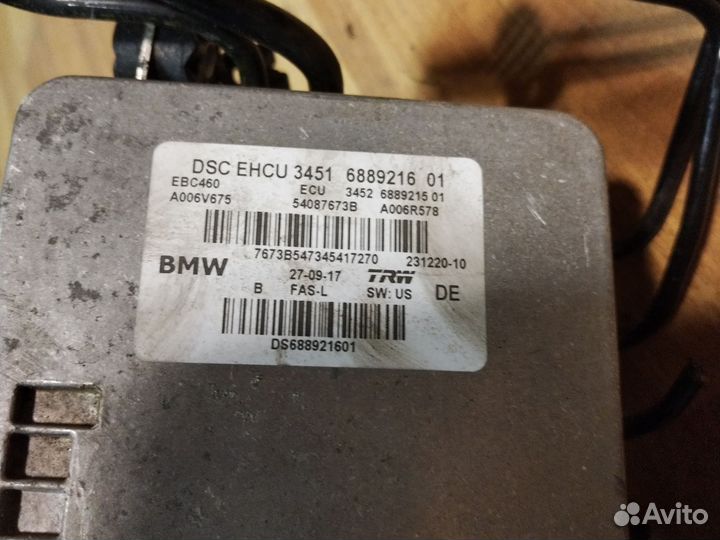 DSC EHCU 3451 6889216 01
EBC460 ECU 3452 6889215 01
A006V675 54087673B A006R578
7673B547345417270 231220-10
BMW 27-09-17 TRW
B FAS-L SW: US DE
DS688921601
Avito